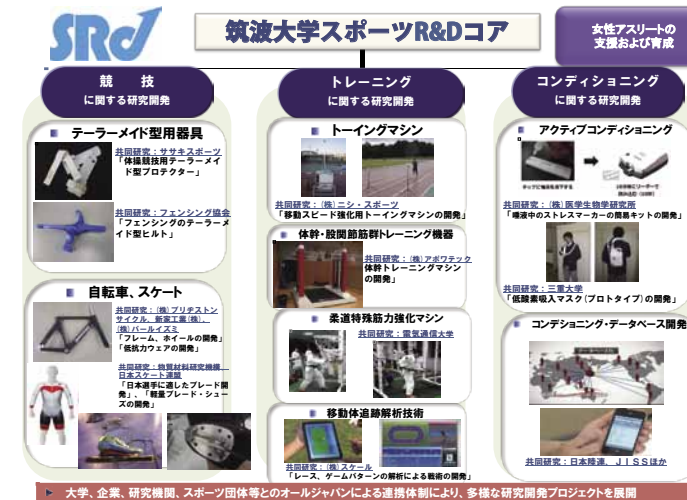 SRd
筑波大学スポーツR&Dコア
女性アスリートの
支援および育成
競 技
に関する研究開発
テーラーメイド型用器具
共同研究：ササキスポーツ
「体操競技用テーラーメイ
ド型プロテクター」
共同研究：フェンシング協会
「フェンシングのテーラーメ
イド型ヒルト」
自転車、スケート
共同研究：（株）ブリヂストン
サイクル、新家工業（株）、
（株）パールイズミ
「フレーム、ホイールの開発」
「低抗力ウェアの開発」
共同研究：物質材料研究機構、
日本スケート連盟
「日本選手に適したブレード開
発」、「軽量ブレード・シュー
ズの開発」
トレーニング
に関する研究開発
トーイングマシン
共同研究：（株）ニシ・スポーツ
「移動スピード強化用トーイングマシンの開発」
体幹・股関節筋群トレーニング機器
共同研究：（株）アボワテック
体幹トレーニングマシン
の開発」
柔道特殊筋力強化マシン
共同研究：電気通信大学
移動体追跡解析技術
共同研究：（株）スケール
「レース、ゲームパターンの解析による戦術の開発」
コンディショニング
に関する研究開発
アクティブコンディショニング
共同研究：（株）医学生物学研究所
「唾液中のストレスマーカーの簡易キットの開発」
共同研究：三重大学
「低酸素吸入マスク（プロトタイプ）の開発」
コンデショニング・データベース開発
共同研究：日本陸連、ＪＩＳＳほか
大学、企業、研究機関、スポーツ団体等とのオールジャパンによる連携体制により、多様な研究開発プロジェクトを展開